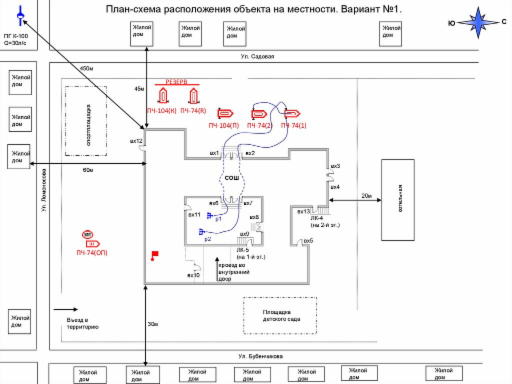 План-схема расположения объекта на местности. Вариант №1.
Ю
С
ПГ К-100
Q=30л/с
Жилой
дом
Жилой
дом
Жилой
дом
Жилой
дом
Ул. Садовая
450м
Жилой
дом
45м
РЕЗЕРВ
ПЧ-104(К)
ПЧ-74(R)
спортплощадка
Жилой
дом
ПЧ-104(П)
ПЧ-74(2)
ПЧ-74(1)
вх12
Жилой
дом
вх1
вх2
60м
вх3
СОШ
вх4
20м
котельная
Ул. Ломоносова
вх6
вх7
вх11
р1
вх8
вх13
ЛК-4
(на 2-й эт.)
р2
вх9
вх5
ПЧ-74(ОП)
ЛК-5
(на 1-й эт.)
проезд во
внутренний
двор
вх10
Площадка
детского сада
Жилой
дом
Въезд в
территорию
30м
Ул. Бубенчикова
Жилой
дом
Жилой
дом
Жилой
дом
Жилой
дом
Жилой
дом
Жилой
дом
Жилой
дом